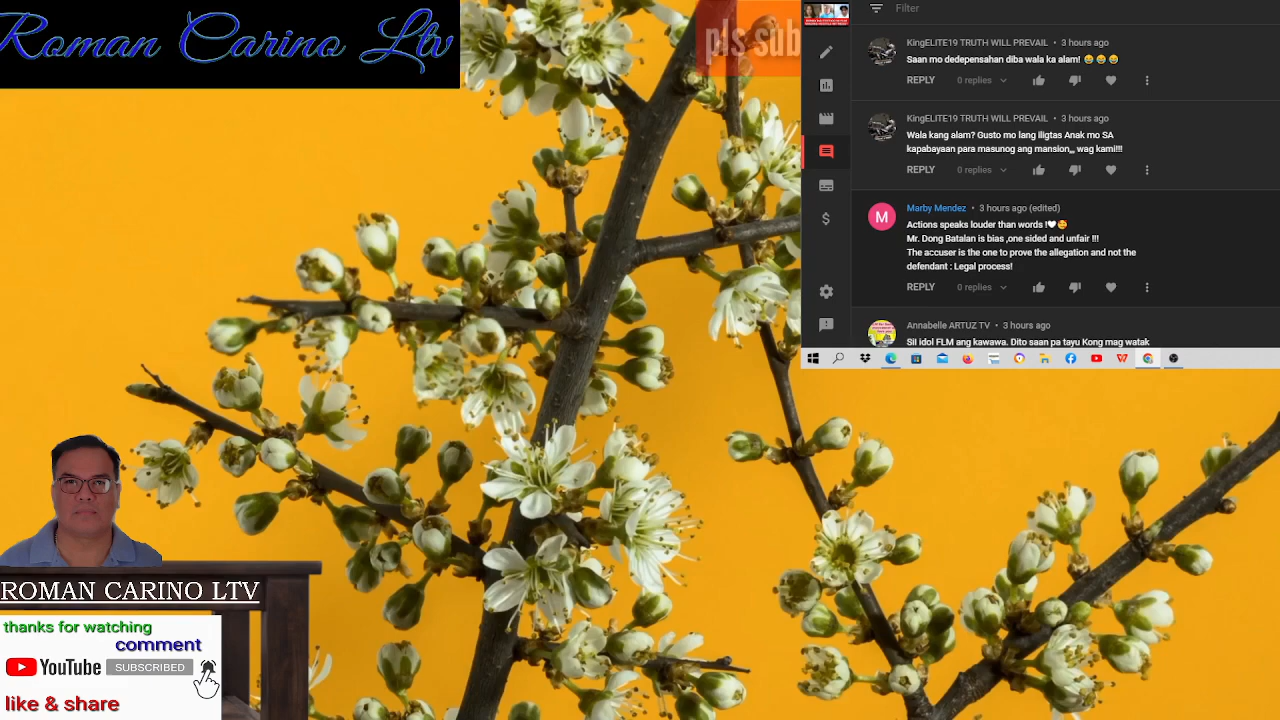 Roman Carino Ltv
pls sub
Filter
KingELITE19 TRUTH WILL PREVAIL • 3 hours ago
Saan mo dedepensahan diba wala ka alam! 😂 😂 😂
REPLY 0 replies
KingELITE19 TRUTH WILL PREVAIL • 3 hours ago
Wala kang alam? Gusto mo lang iligtas Anak mo SA
kapabayaan para masunog ang mansion,,, wag kami!!!!
REPLY 0 replies
M
Marby Mendez • 3 hours ago (edited)
Actions speaks louder than words !🤍🥰
Mr. Dong Batalan is bias ,one sided and unfair !!!
The accuser is the one to prove the allegation and not the
defendant : Legal process!
REPLY 0 replies
Annabelle ARTUZ TV • 3 hours ago
Sil idol FLM ang kawawa. Dito saan pa tayu Kong mag watak
ROMAN CARINO LTV
thanks for watching
comment
YouTube SUBSCRIBED
like & share